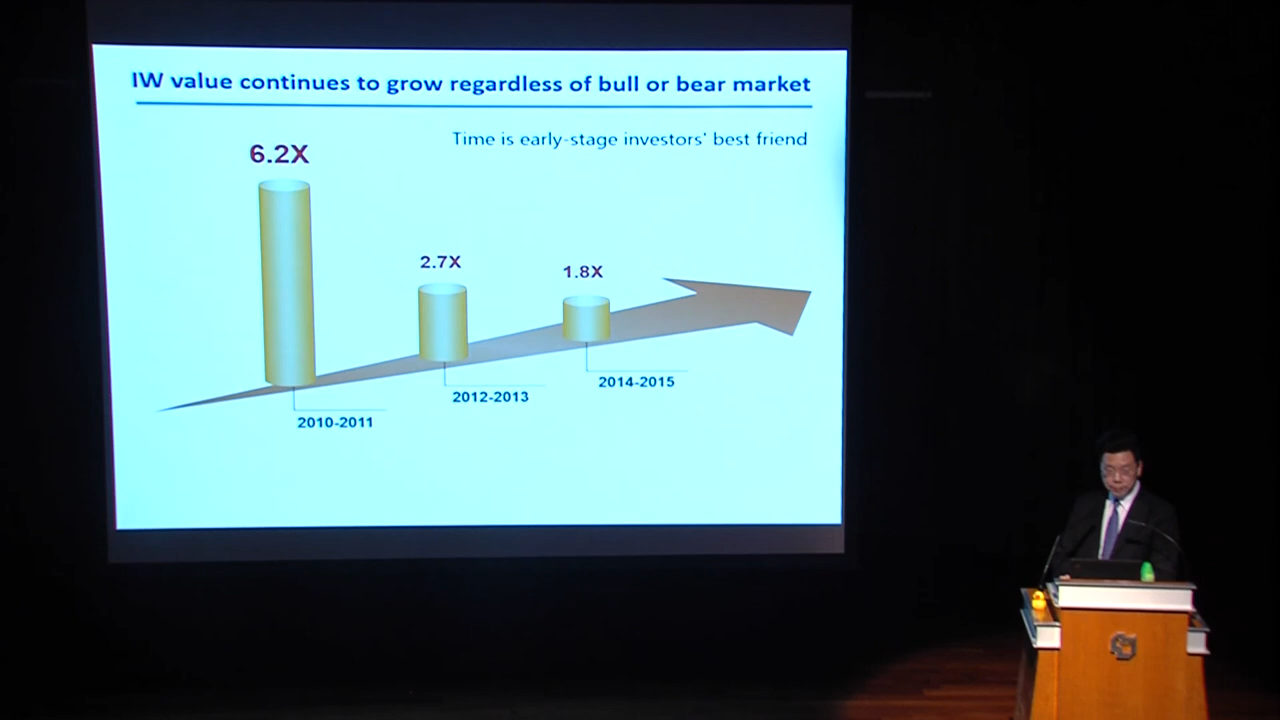 IW value continues to grow regardless of bull or bear market
Time is early-stage investors' best friend
6.2X
2.7X
1.8X
2014-2015
2012-2013
2010-2011